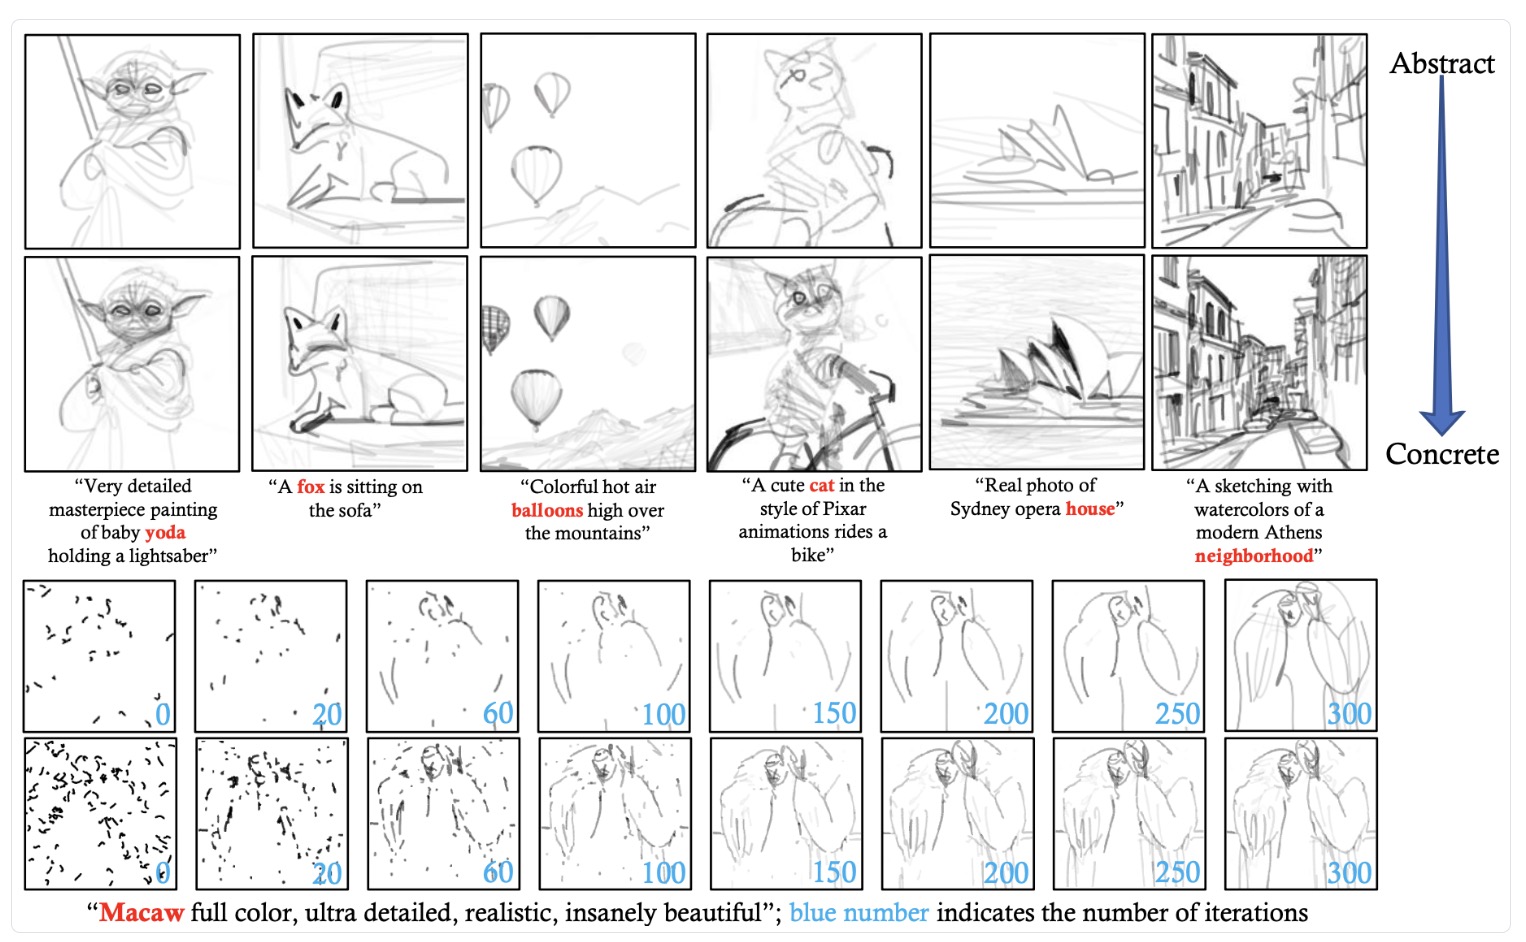 Abstract
Concrete
“Very detailed
masterpiece painting
of baby yoda
holding a lightsaber”
“A fox is sitting on
the sofa”
“Colorful hot air
balloons high over
the mountains”
“A cute cat in the
style of Pixar
animations rides a
bike”
“Real photo of
Sydney opera house”
“A sketching with
watercolors of a
modern Athens
neighborhood”
0 20 60 100 150 200 250 300
0 20 60 100 150 200 250 300
“Macaw full color, ultra detailed, realistic, insanely beautiful”; blue number indicates the number of iterations